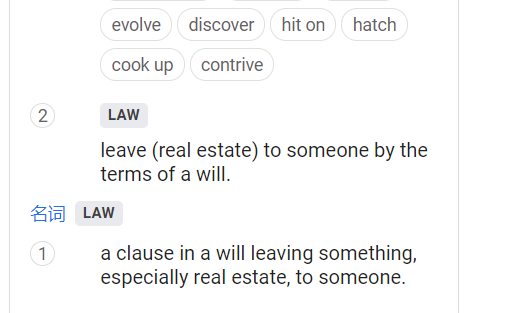 evolve discover hit on hatch
cook up contrive
2 LAW
leave (real estate) to someone by the
terms of a will.
名词 LAW
1 a clause in a will leaving something,
especially real estate, to someone.